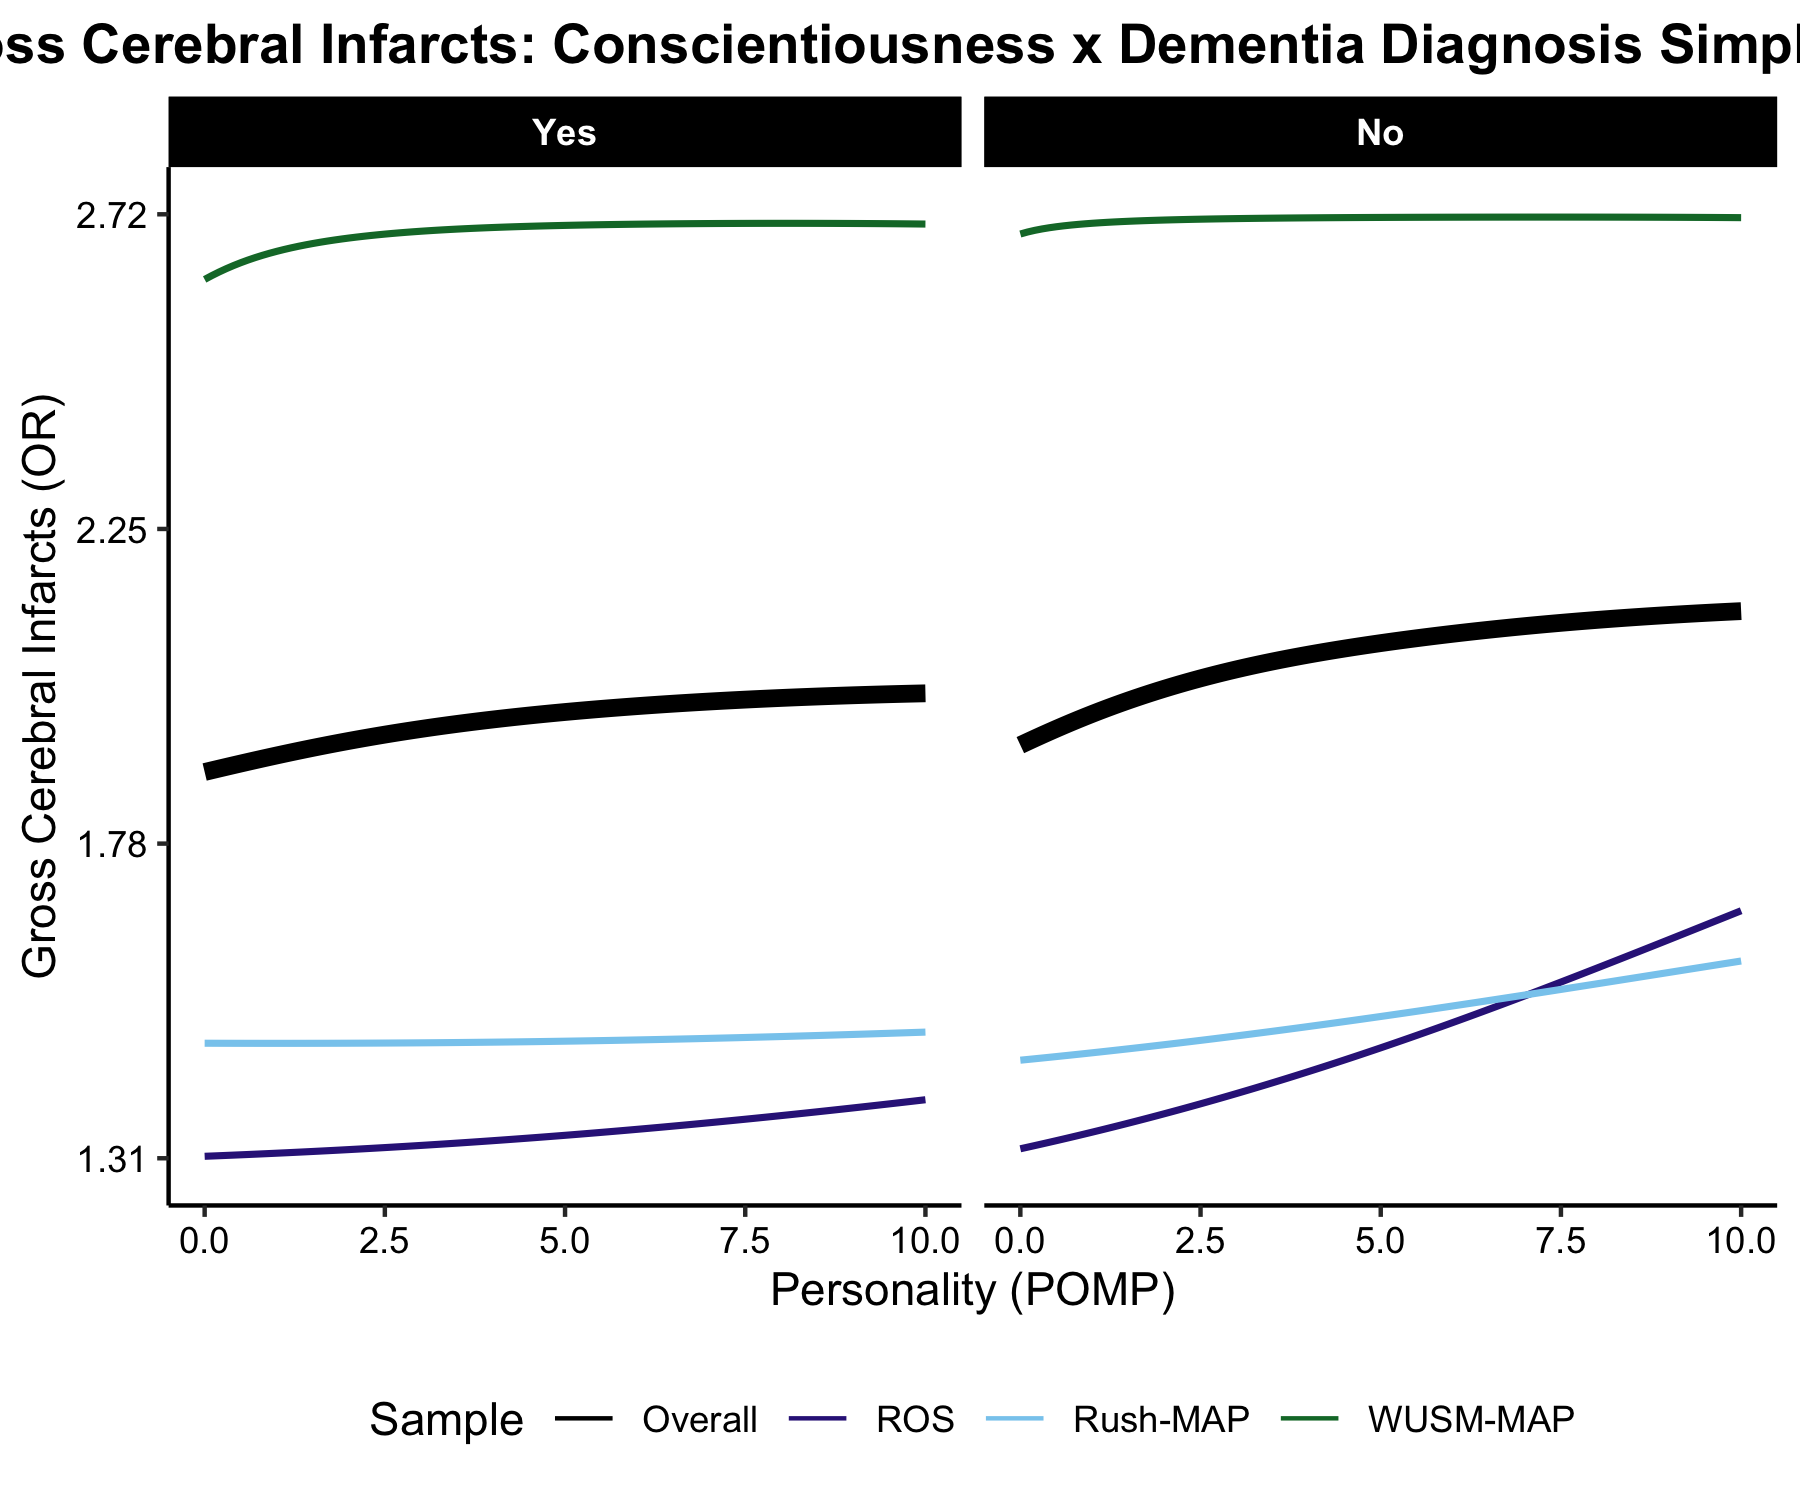 oss Cerebral Infarcts: Conscientiousness x Dementia Diagnosis Simpl
Yes No
Gross Cerebral Infarcts (OR)
2.72
2.25
1.78
1.31
0.0 2.5 5.0 7.5 10.0 0.0 2.5 5.0 7.5 10.0
Personality (POMP)
Sample Overall ROS Rush-MAP WUSM-MAP